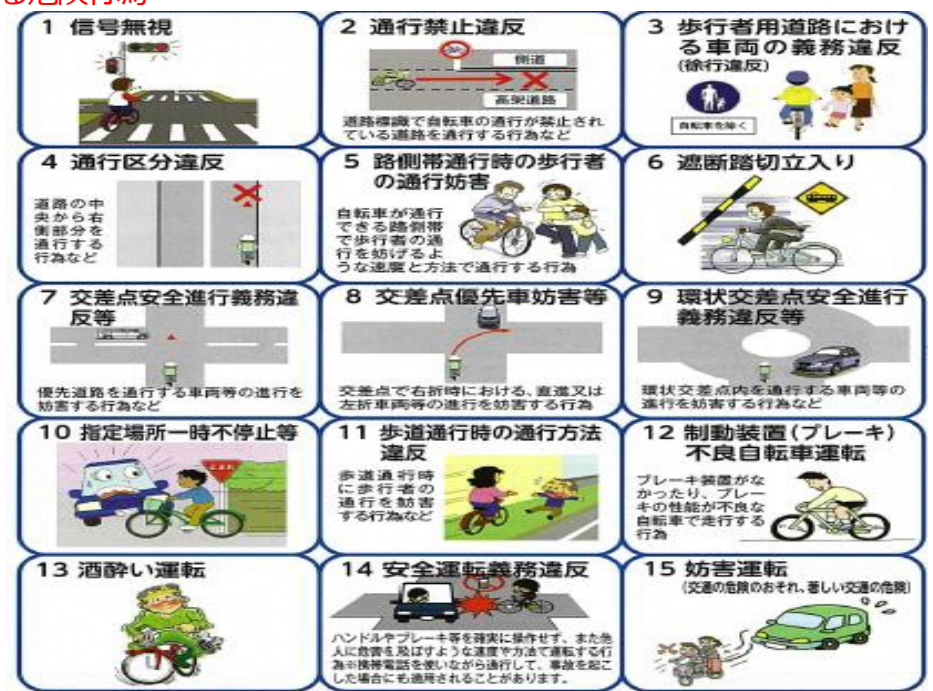 危険行為
1 信号無視
2 通行禁止違反
側道
高架道路
道路標識で自転車の通行が禁止され
ている道路を通行する行為など
3 歩行者用道路におけ
る車両の義務違反
(徐行違反)
自転車を除く
4 通行区分違反
道路の中
央から右
側部分を
通行する
行為など
5 路側帯通行時の歩行者
の通行妨害
自転車が通行
できる路側帯
で歩行者の通
行を妨げるよ
うな速度と方法で通行する行為
6 遮断踏切立入り
7 交差点安全進行義務違
反等
優先道路を通行する車両等の進行を
妨害する行為など
8 交差点優先車妨害等
交差点で右折時における、直進又は
左折車両等の進行を妨害する行為
9 環状交差点安全進行
義務違反等
環状交差点内を通行する車両等の
進行を妨害する行為など
10 指定場所一時不停止等
止まれ
11 歩道通行時の通行方法
違反
歩道通行時
に歩行者の
通行を妨害
する行為など
12 制動装置(ブレーキ)
不良自転車運転
ブレーキ装置がな
かったり、ブレー
キの性能が不良な
自転車で走行する
行為
13 酒酔い運転
14 安全運転義務違反
ハンドルやブレーキ等を確実に操作せず、また他
人に危害を及ぼすような速度や方法で運転する行
為※携帯電話を使いながら通行して、事故を起こ
した場合にも適用されることがあります。
15 妨害運転
(交通の危険のおそれ、著しい交通の危険)